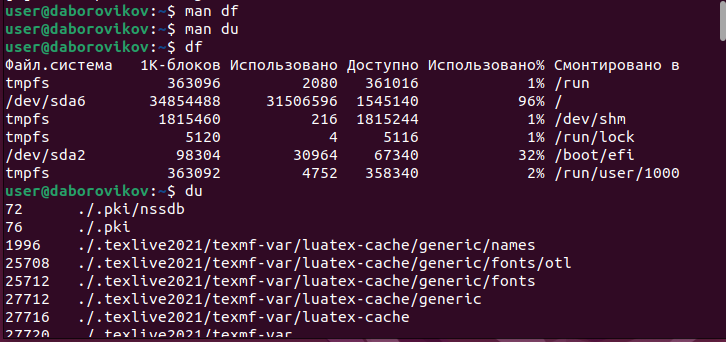 user@daborovikov:~$ man df
user@daborovikov:~$ man du
user@daborovikov:~$ df
Файл.система 1K-блоков Использовано Доступно Использовано% Смонтировано в
tmpfs 363096 2080 361016 1% /run
/dev/sda6 34854488 31506596 1545140 96% /
tmpfs 1815460 216 1815244 1% /dev/shm
tmpfs 5120 4 5116 1% /run/lock
/dev/sda2 98304 30964 67340 32% /boot/efi
tmpfs 363092 4752 358340 2% /run/user/1000
user@daborovikov:~$ du
72 ./.pki/nssdb
76 ./.pki
1996 ./.texlive2021/texmf-var/luatex-cache/generic/names
25708 ./.texlive2021/texmf-var/luatex-cache/generic/fonts/otl
25712 ./.texlive2021/texmf-var/luatex-cache/generic/fonts
27712 ./.texlive2021/texmf-var/luatex-cache/generic
27716 ./.texlive2021/texmf-var/luatex-cache
27720 ./.texlive2021/texmf-var